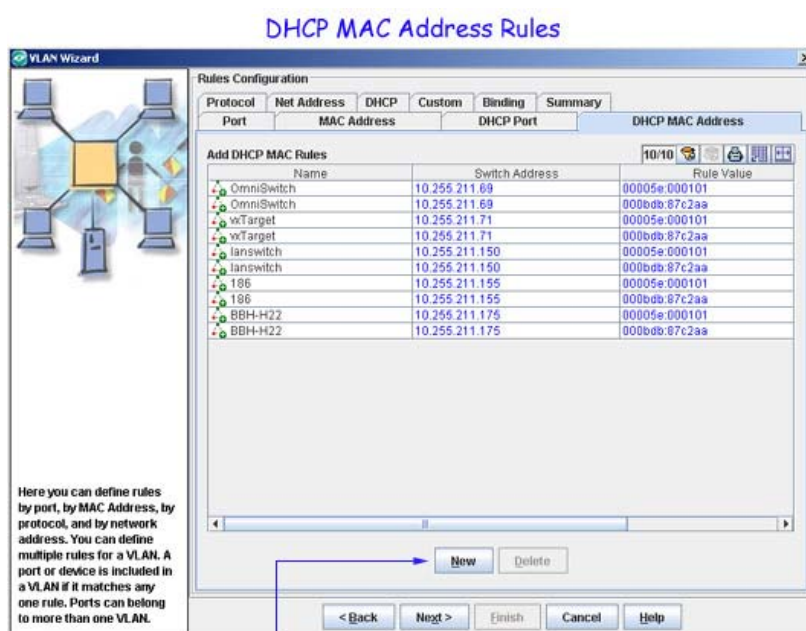 DHCP MAC Address Rules
VLAN Wizard
Rules Configuration
Protocol Net Address DHCP Custom Binding Summary
Port MAC Address DHCP Port DHCP MAC Address
Add DHCP MAC Rules 10/10
Name Switch Address Rule Value
OmniSwitch 10.255.211.69 00005e:000101
OmniSwitch 10.255.211.69 000bdb:87c2aa
vxTarget 10.255.211.71 00005e:000101
vxTarget 10.255.211.71 000bdb:87c2aa
lanswitch 10.255.211.150 00005e:000101
lanswitch 10.255.211.150 000bdb:87c2aa
186 10.255.211.155 00005e:000101
186 10.255.211.155 000bdb:87c2aa
BBH-H22 10.255.211.175 00005e:000101
BBH-H22 10.255.211.175 000bdb:87c2aa
Here you can define rules
by port, by MAC Address, by
protocol, and by network
address. You can define
multiple rules for a VLAN. A
port or device is included in
a VLAN if it matches any
one rule. Ports can belong
to more than one VLAN.
New Delete
< Back Next > Finish Cancel Help